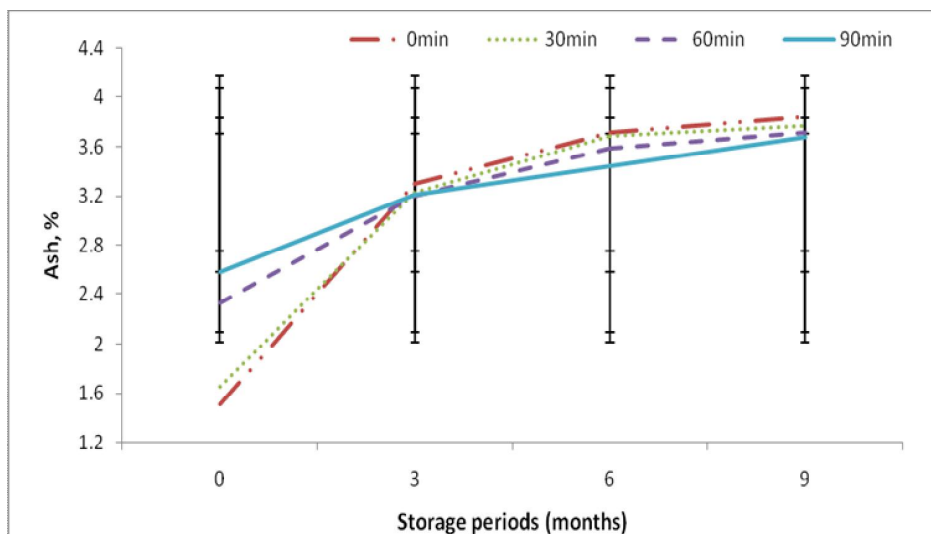 0min 30min 60min 90min
4.4
4
3.6
3.2
2.8
2.4
2
1.6
1.2
Ash, %
0 3 6 9
Storage periods (months)